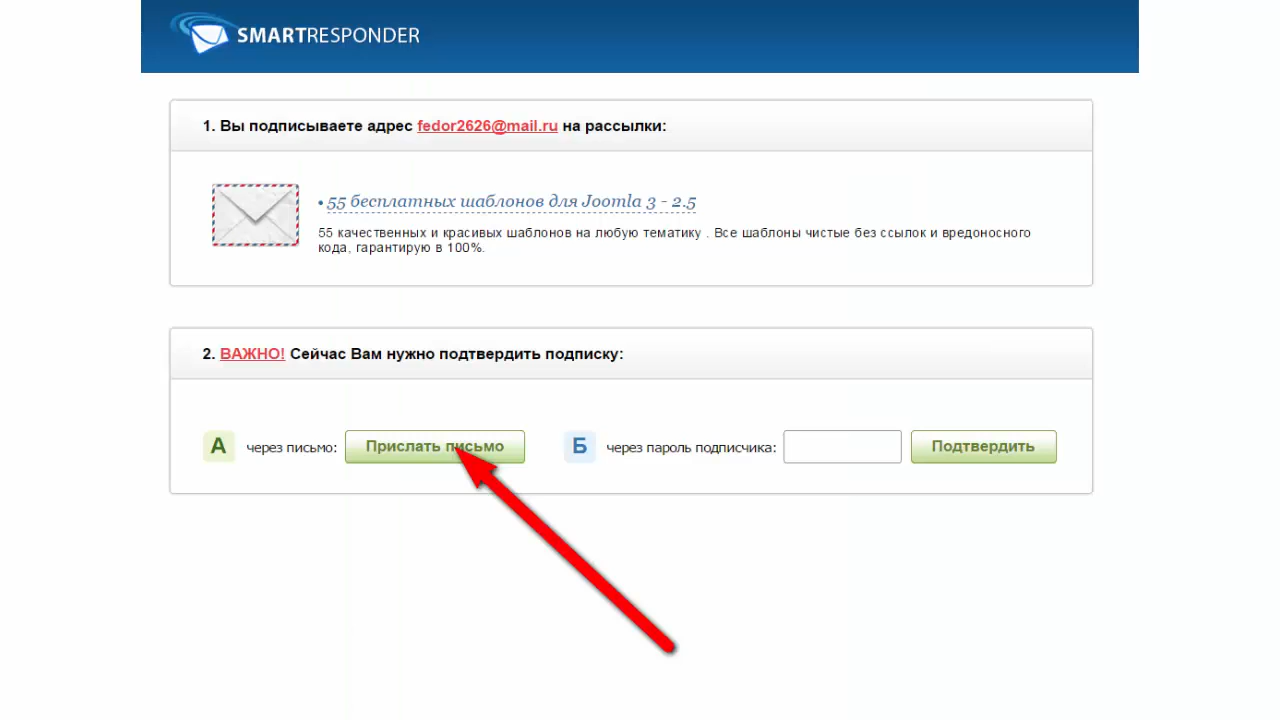 SMARTRESPONDER
1. Вы подписываете адрес fedor2626@mail.ru на рассылки:
• 55 бесплатных шаблонов для Joomla 3 - 2.5
55 качественных и красивых шаблонов на любую тематику . Все шаблоны чистые без ссылок и вредоносного
кода, гарантирую в 100%.
2. ВАЖНО! Сейчас Вам нужно подтвердить подписку:
А через письмо: Прислать письмо Б через пароль подписчика: Подтвердить